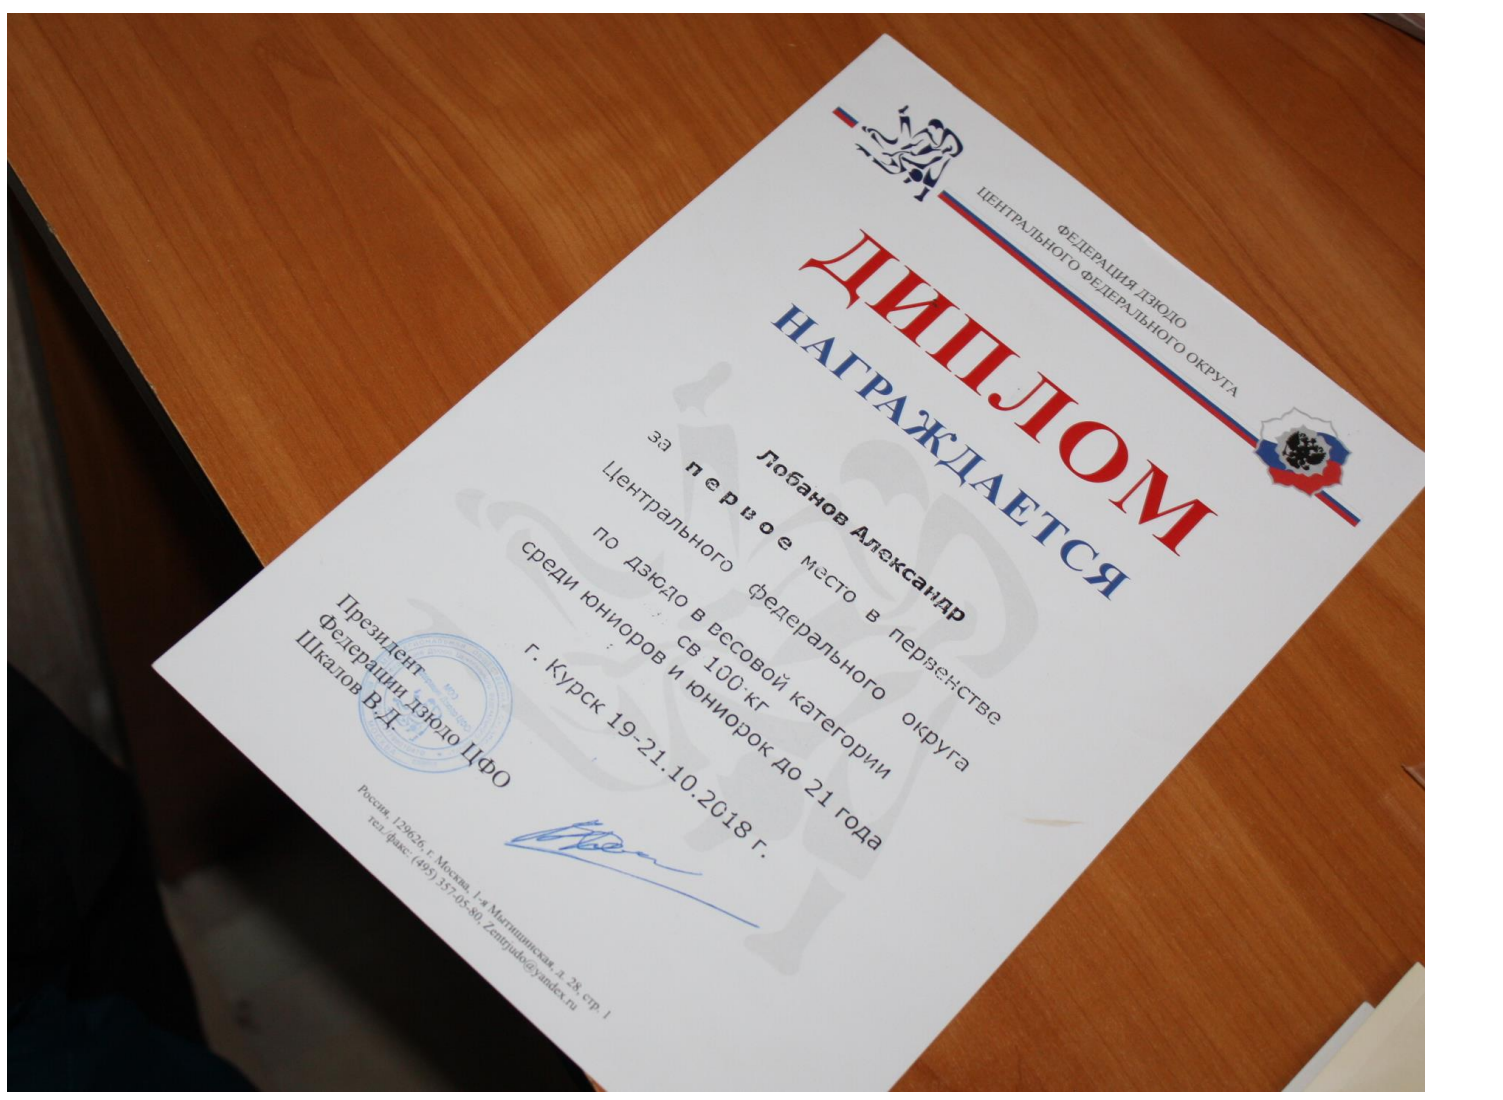 ФЕДЕРАЦИЯ ДЗЮДО
ЦЕНТРАЛЬНОГО ФЕДЕРАЛЬНОГО ОКРУГА
ДИПЛОМ
НАГРАЖДАЕТСЯ
Лобанов Александр
за первое место в первенстве
Центрального федерального округа
по дзюдо в весовой категории
св 100 кг
среди юниоров и юниорок до 21 года
г. Курск 19-21.10.2018 г.
Президент
Федерации дзюдо ЦФО
Шкалов В.Д.
Россия, 129626, г. Москва, 1-я Мытищинская, д. 28, стр. 1
тел./факс: (495) 357-05-80, Zentrjudo@yandex.ru